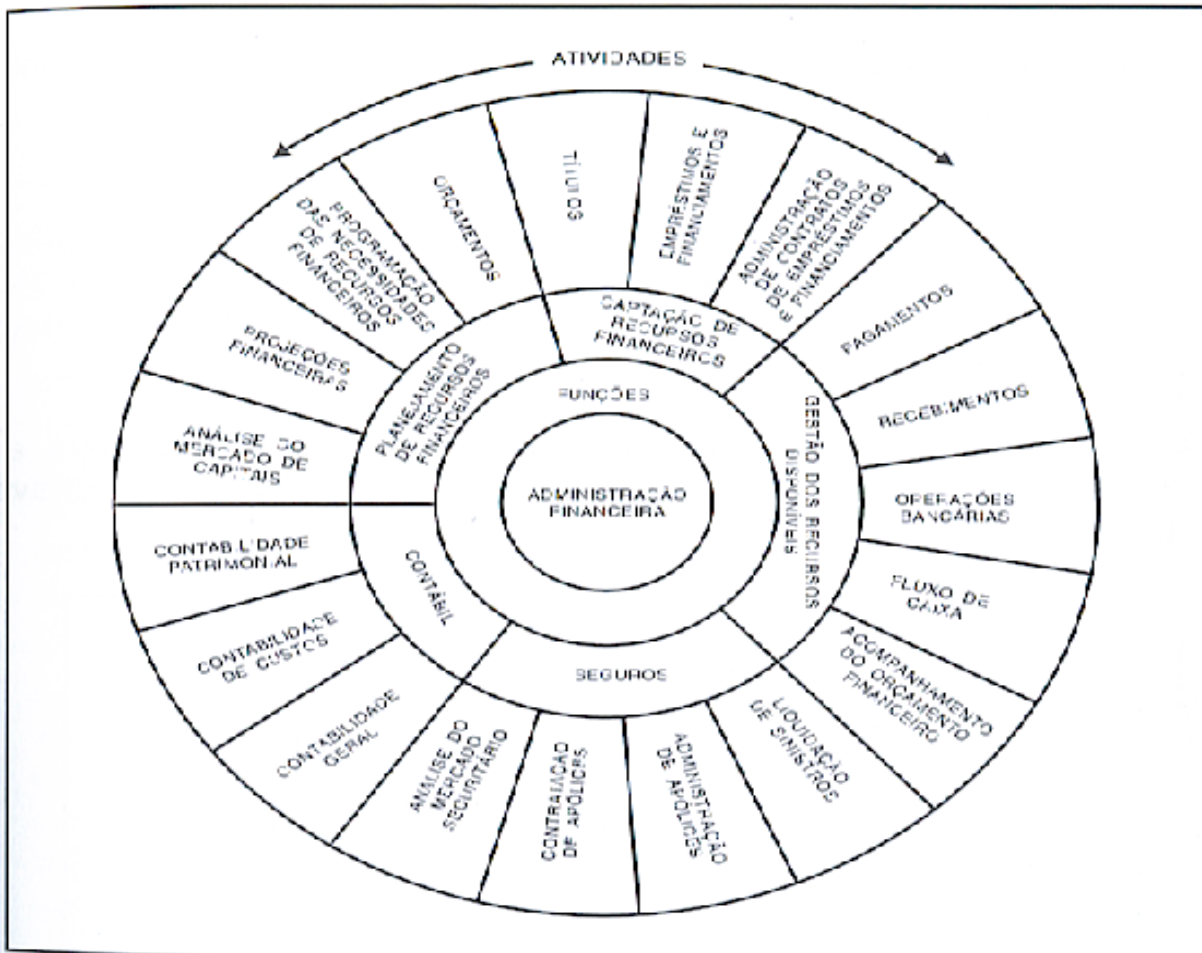 ATIVIDADES
TÍTULOS
EMPRÉSTIMOS E
FINANCIAMENTOS
ADMINISTRAÇÃO
DE CONTRATOS
DE EMPRÉSTIMOS
E FINANCIAMENTOS
PAGAMENTOS
RECEBIMENTOS
OPERAÇÕES
BANCÁRIAS
FLUXO DE
CAIXA
ACOMPANHAMENTO
DO ORÇAMENTO
FINANCEIRO
LIQUIDAÇÃO
DE SINISTROS
ADMINISTRAÇÃO
DE APÓLICES
CONTRATAÇÃO
DE APÓLICES
ANÁLISE DO
MERCADO
SECURITÁRIO
CONTABILIDADE
GERAL
CONTABILIDADE
DE CUSTOS
CONTABILIDADE
PATRIMONIAL
ANÁLISE DO
MERCADO DE
CAPITAIS
PROJEÇÕES
FINANCEIRAS
PROGRAMAÇÃO
DAS NECESSIDADES
DE RECURSOS
FINANCEIROS
ORÇAMENTOS
CAPTAÇÃO DE
RECURSOS
FINANCEIROS
GESTÃO DOS RECURSOS
DISPONÍVEIS
SEGUROS
CONTÁBIL
PLANEJAMENTO
DE RECURSOS
FINANCEIROS
FUNÇÕES
ADMINISTRAÇÃO
FINANCEIRA